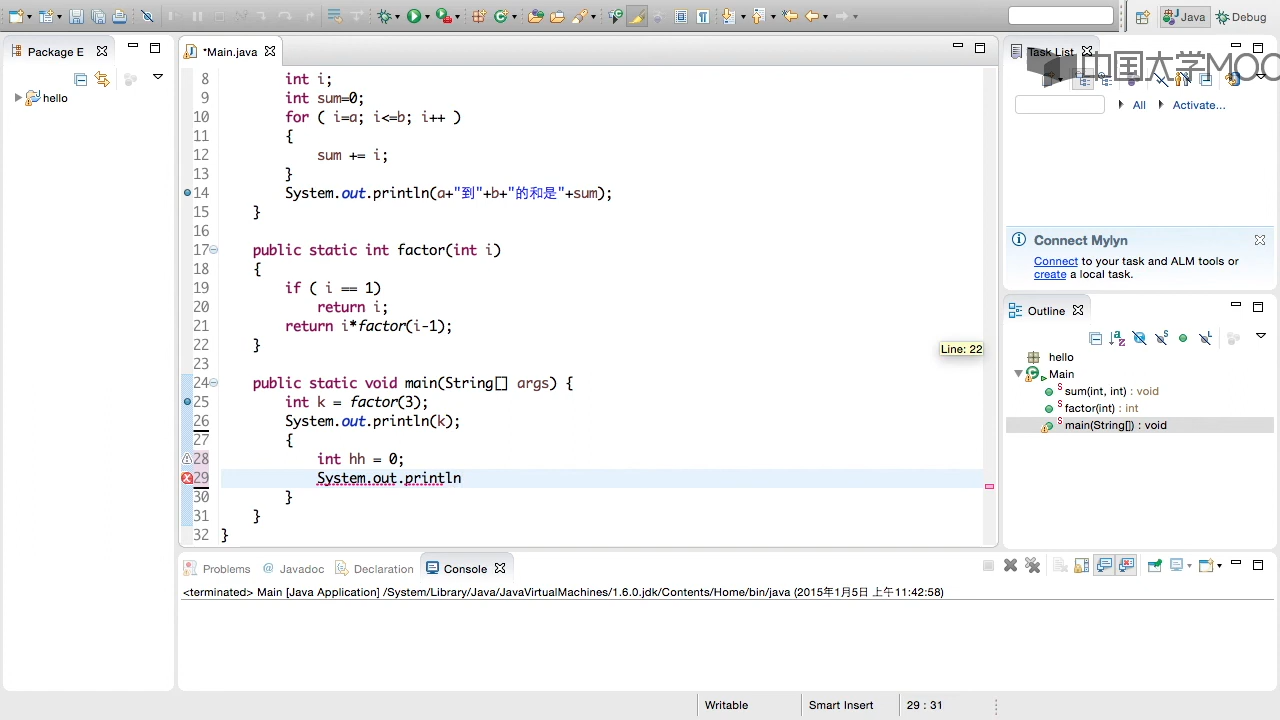 Java
Debug
Package E
*Main.java
Task List
中国大学MOOC
hello
All
Activate...
8 int i;
9 int sum=0;
10 for ( i=a; i<=b; i++ )
11 {
12 sum += i;
13 }
14 System.out.println(a+"到"+b+"的和是"+sum);
15 }
16
17 public static int factor(int i)
18 {
19 if ( i == 1)
20 return i;
21 return i*factor(i-1);
22 }
23
24 public static void main(String[] args) {
25 int k = factor(3);
26 System.out.println(k);
27 {
28 int hh = 0;
29 System.out.println
30 }
31 }
32 }
Line: 22
Connect Mylyn
Connect to your task and ALM tools or
create a local task.
Outline
hello
Main
sum(int, int) : void
factor(int) : int
main(String[]) : void
Problems
Javadoc
Declaration
Console
<terminated> Main [Java Application] /System/Library/Java/JavaVirtualMachines/1.6.0.jdk/Contents/Home/bin/java (2015年1月5日 上午11:42:58)
Writable
Smart Insert
29 : 31